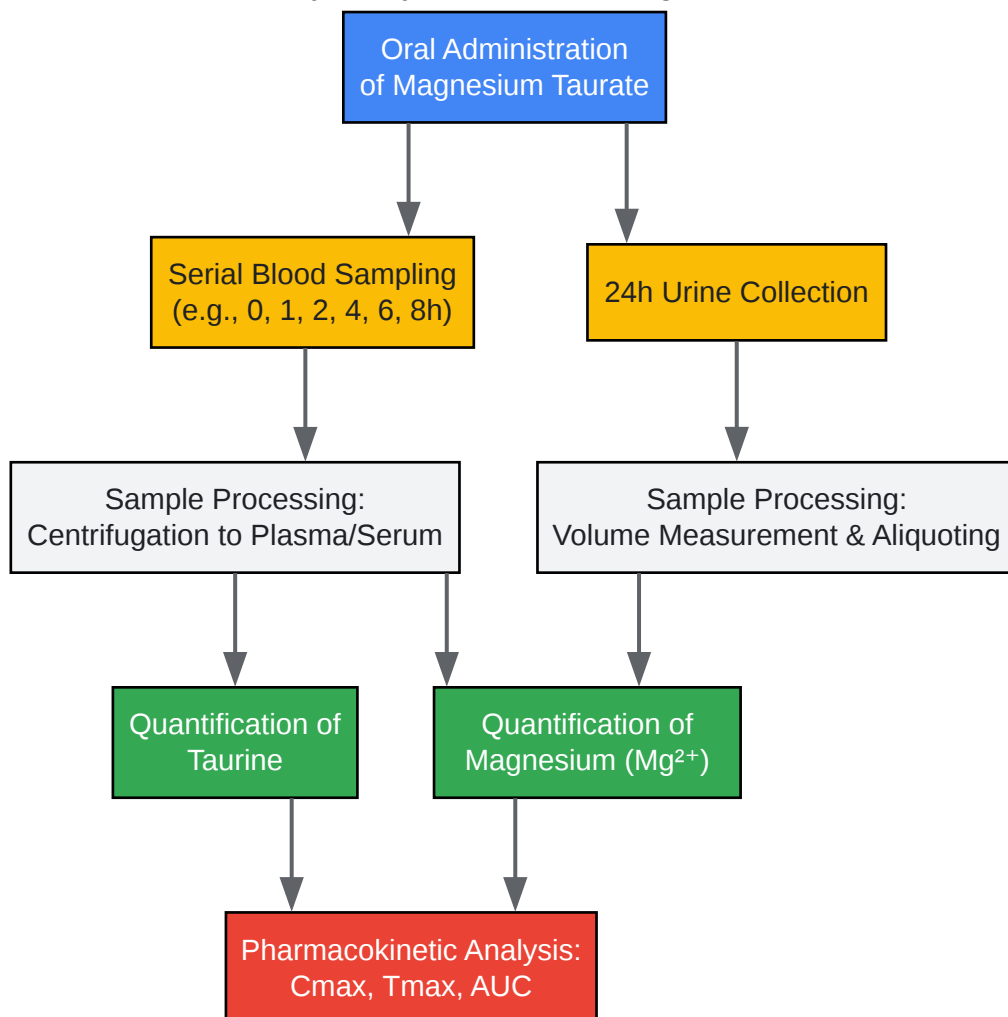 Oral Administration
of Magnesium Taurate
Serial Blood Sampling
(e.g., 0, 1, 2, 4, 6, 8h)
24h Urine Collection
Sample Processing:
Centrifugation to Plasma/Serum
Sample Processing:
Volume Measurement & Aliquoting
Quantification of
Taurine
Quantification of
Magnesium (Mg²⁺)
Pharmacokinetic Analysis:
Cmax, Tmax, AUC